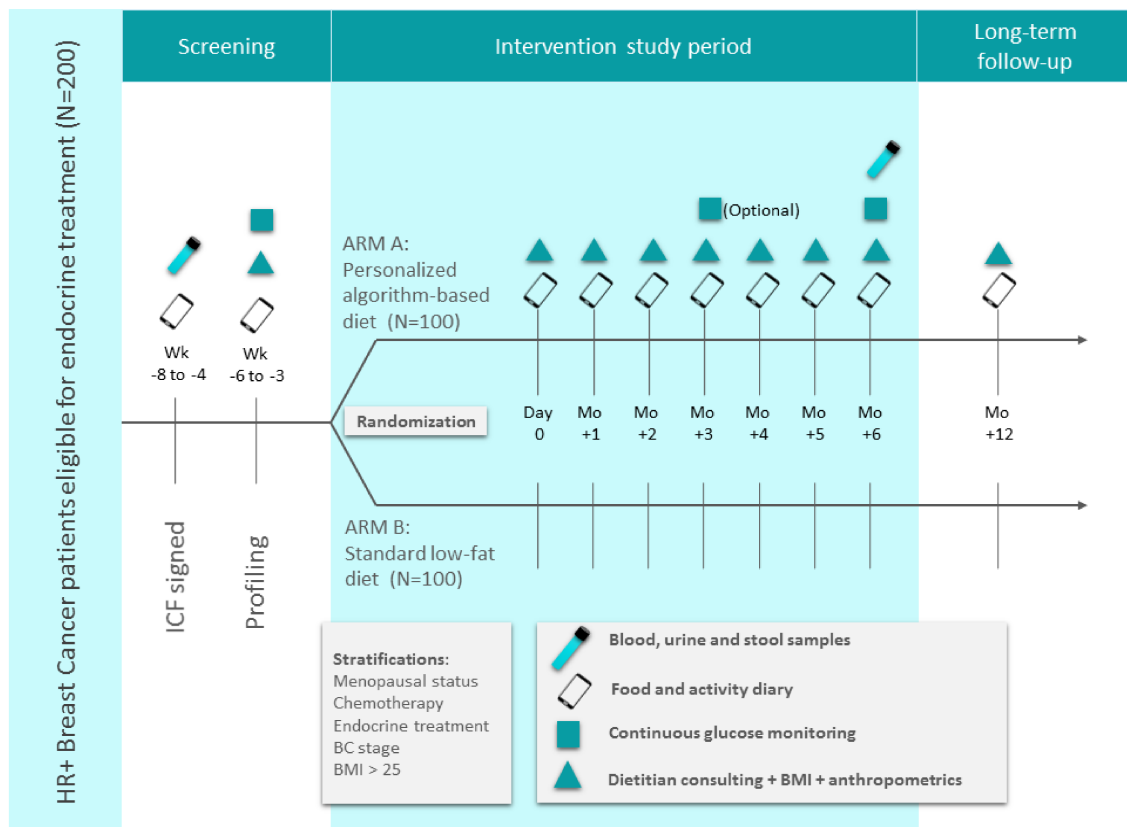 HR+ Breast Cancer patients eligible for endocrine treatment (N=200)
Screening
Intervention study period
Long-term
follow-up
(Optional)
ARM A:
Personalized
algorithm-based
diet (N=100)
Wk
-8 to -4
Wk
-6 to -3
Randomization
Day
0
Mo
+1
Mo
+2
Mo
+3
Mo
+4
Mo
+5
Mo
+6
Mo
+12
ICF signed
Profiling
ARM B:
Standard low-fat
diet (N=100)
Stratifications:
Menopausal status
Chemotherapy
Endocrine treatment
BC stage
BMI > 25
Blood, urine and stool samples
Food and activity diary
Continuous glucose monitoring
Dietitian consulting + BMI + anthropometrics